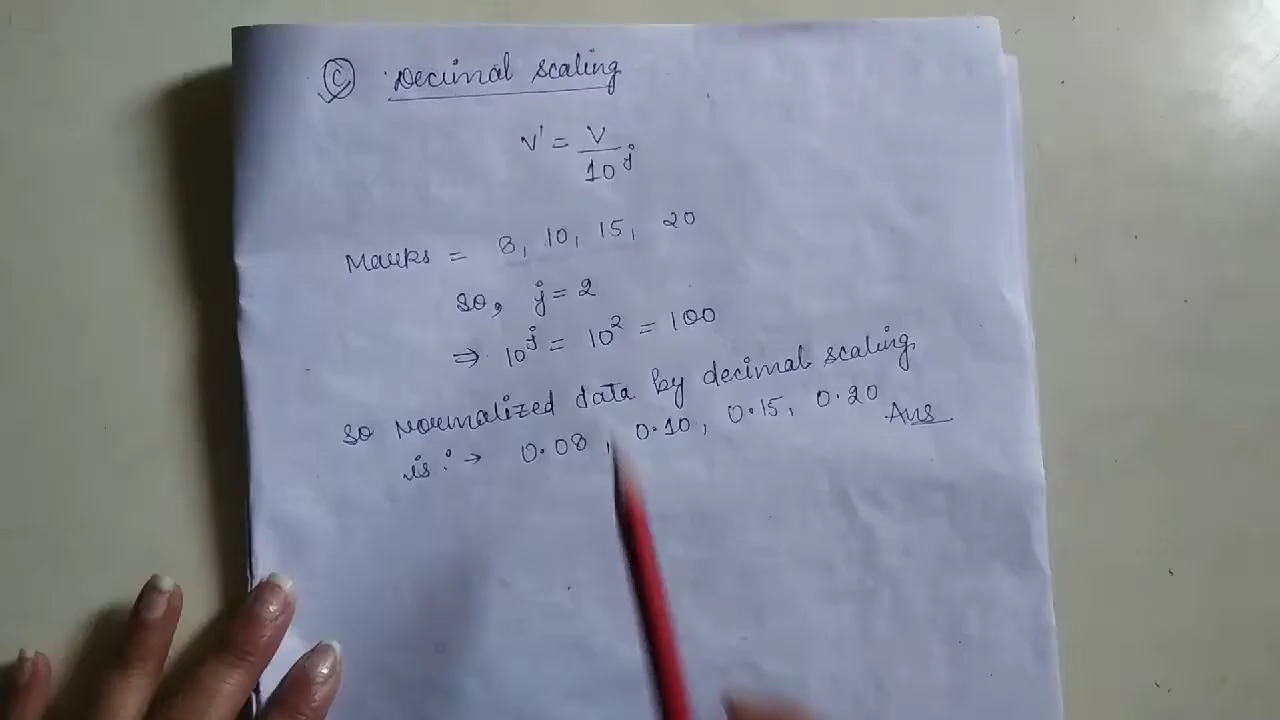 (c) Decimal Scaling
V' = V / 10^j
Marks = 8, 10, 15, 20
so, j = 2
⇒ 10^j = 10^2 = 100
so Normalized data by decimal scaling
is : → 0.08, 0.10, 0.15, 0.20 Ans